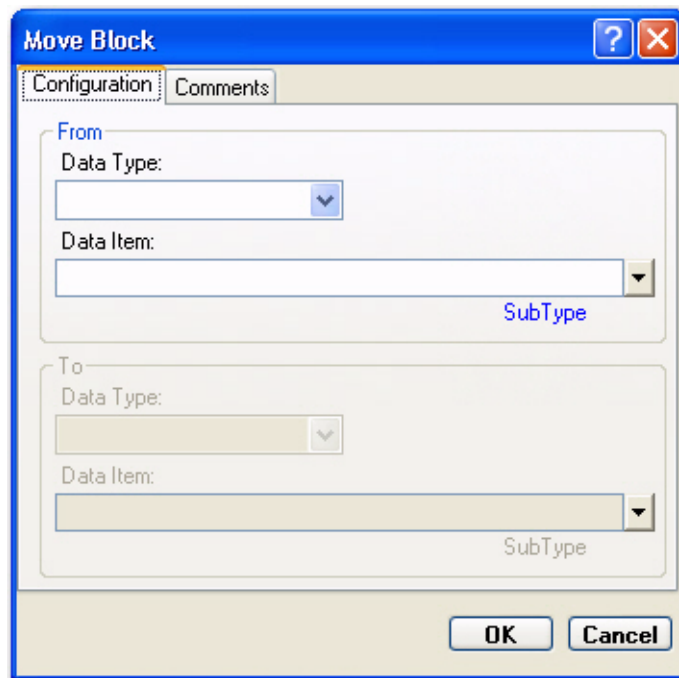 Move Block
Configuration Comments
From
Data Type:
Data Item:
SubType
To
Data Type:
Data Item:
SubType
OK Cancel